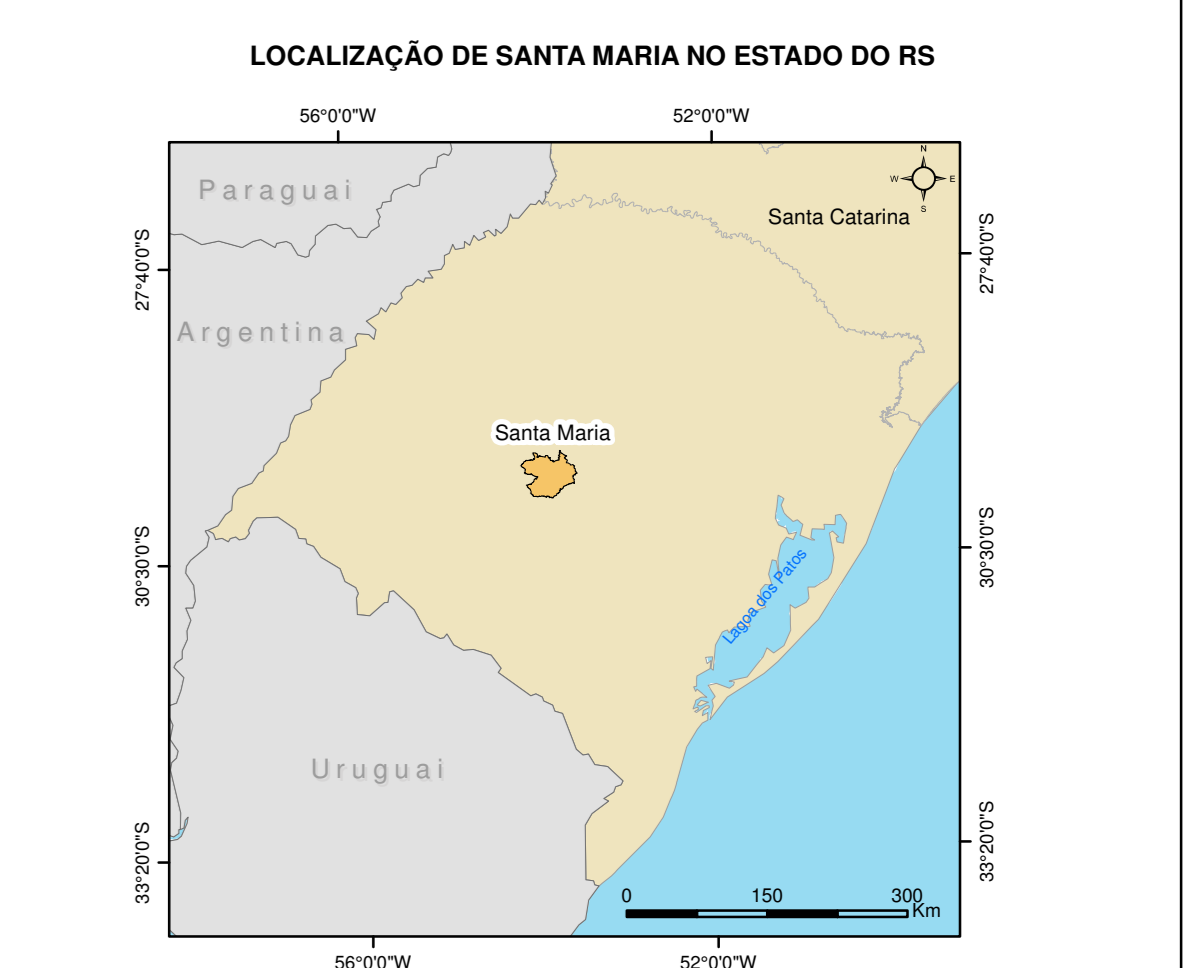 LOCALIZAÇÃO DE SANTA MARIA NO ESTADO DO RS
56°0'0"W
52°0'0"W
N
W
E
S
Paraguai
Santa Catarina
27°40'0"S
27°40'0"S
Argentina
Santa Maria
30°30'0"S
30°30'0"S
Lagoa dos Patos
Uruguai
33°20'0"S
33°20'0"S
0 150 300
Km
56°0'0"W
52°0'0"W